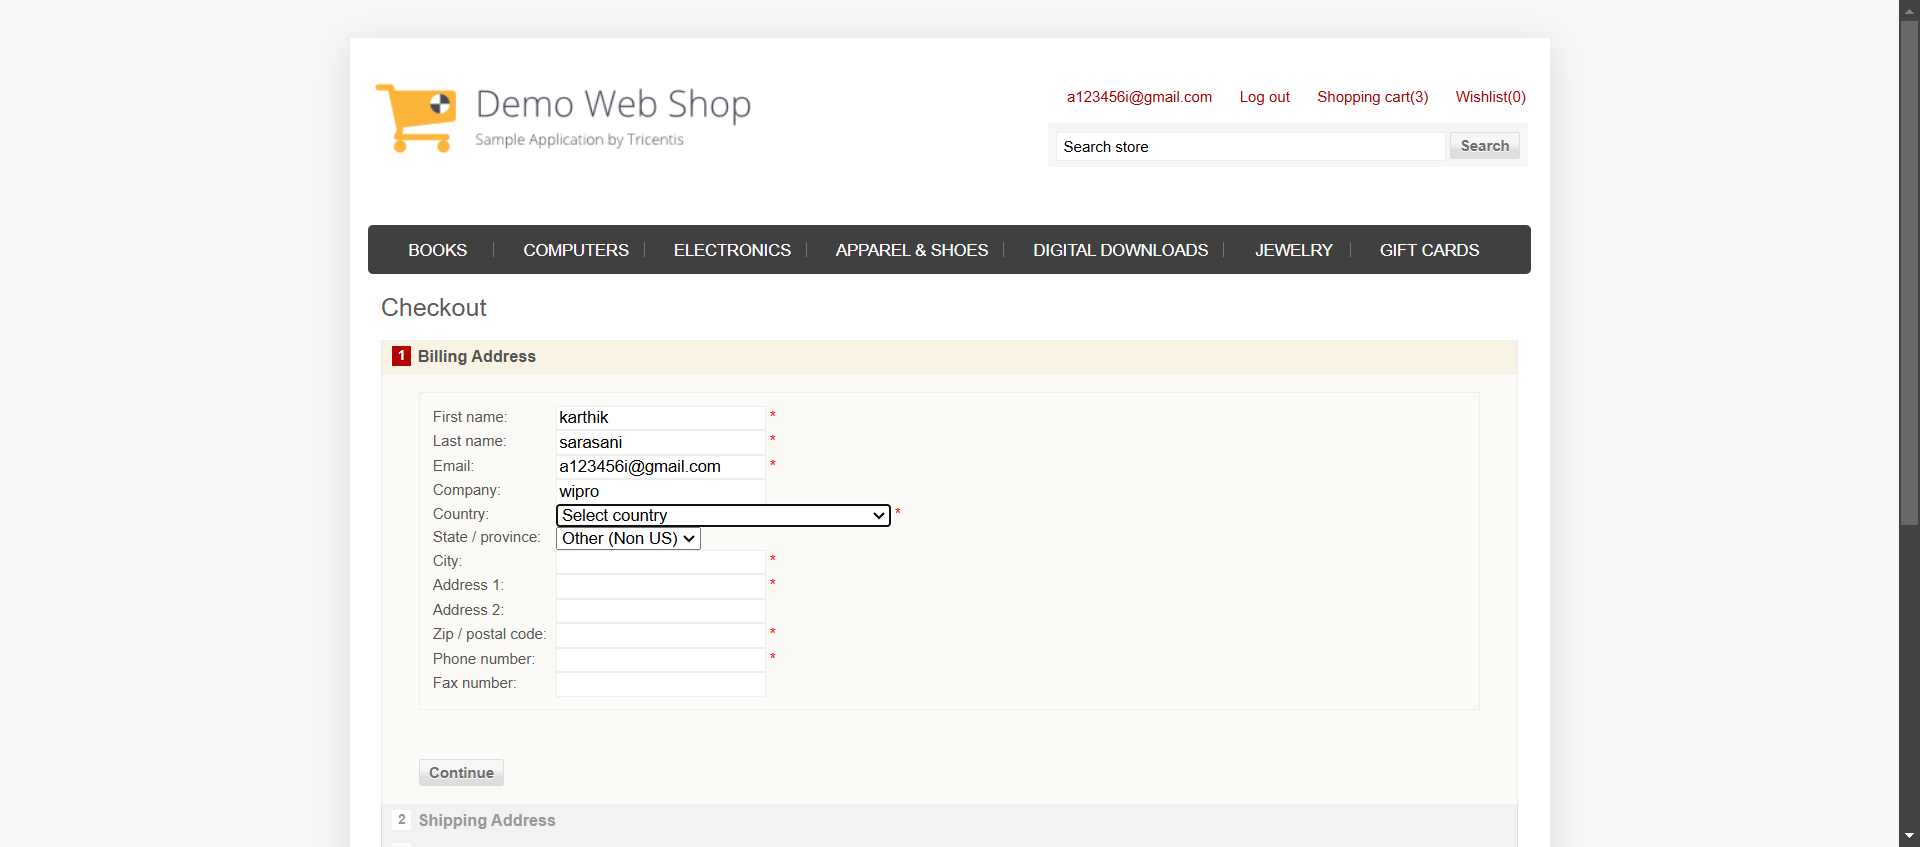 Demo Web Shop
Sample Application by Tricentis
a123456i@gmail.com Log out Shopping cart(3) Wishlist(0)
Search store Search
BOOKS COMPUTERS ELECTRONICS APPAREL & SHOES DIGITAL DOWNLOADS JEWELRY GIFT CARDS
Checkout
1 Billing Address
First name: karthik *
Last name: sarasani *
Email: a123456i@gmail.com *
Company: wipro
Country: Select country *
State / province: Other (Non US)
City: *
Address 1: *
Address 2:
Zip / postal code: *
Phone number: *
Fax number:
Continue
2 Shipping Address